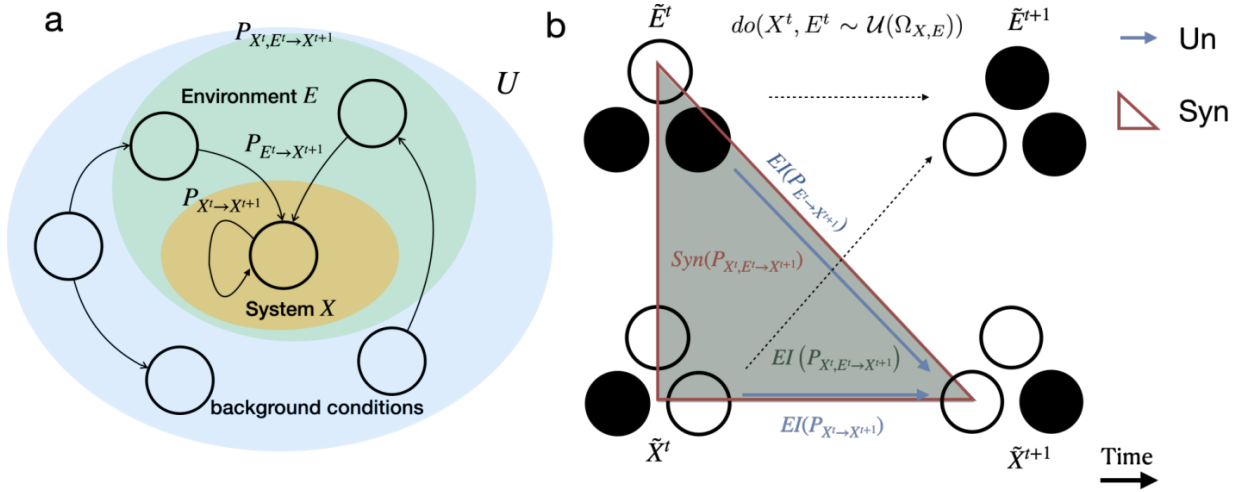 a
P_{X^t,E^t→X^{t+1}}
U
Environment E
P_{E^t→X^{t+1}}
P_{X^t→X^{t+1}}
System X
background conditions
b
Ẽ^t
do(X^t, E^t ∼ 𝒰(Ω_{X,E}))
Ẽ^{t+1}
Un
Syn
EI(P_{E^t→X^{t+1}})
Syn(P_{X^t,E^t→X^{t+1}})
EI(P_{X^t,E^t→X^{t+1}})
EI(P_{X^t→X^{t+1}})
X̃^t
X̃^{t+1}
Time